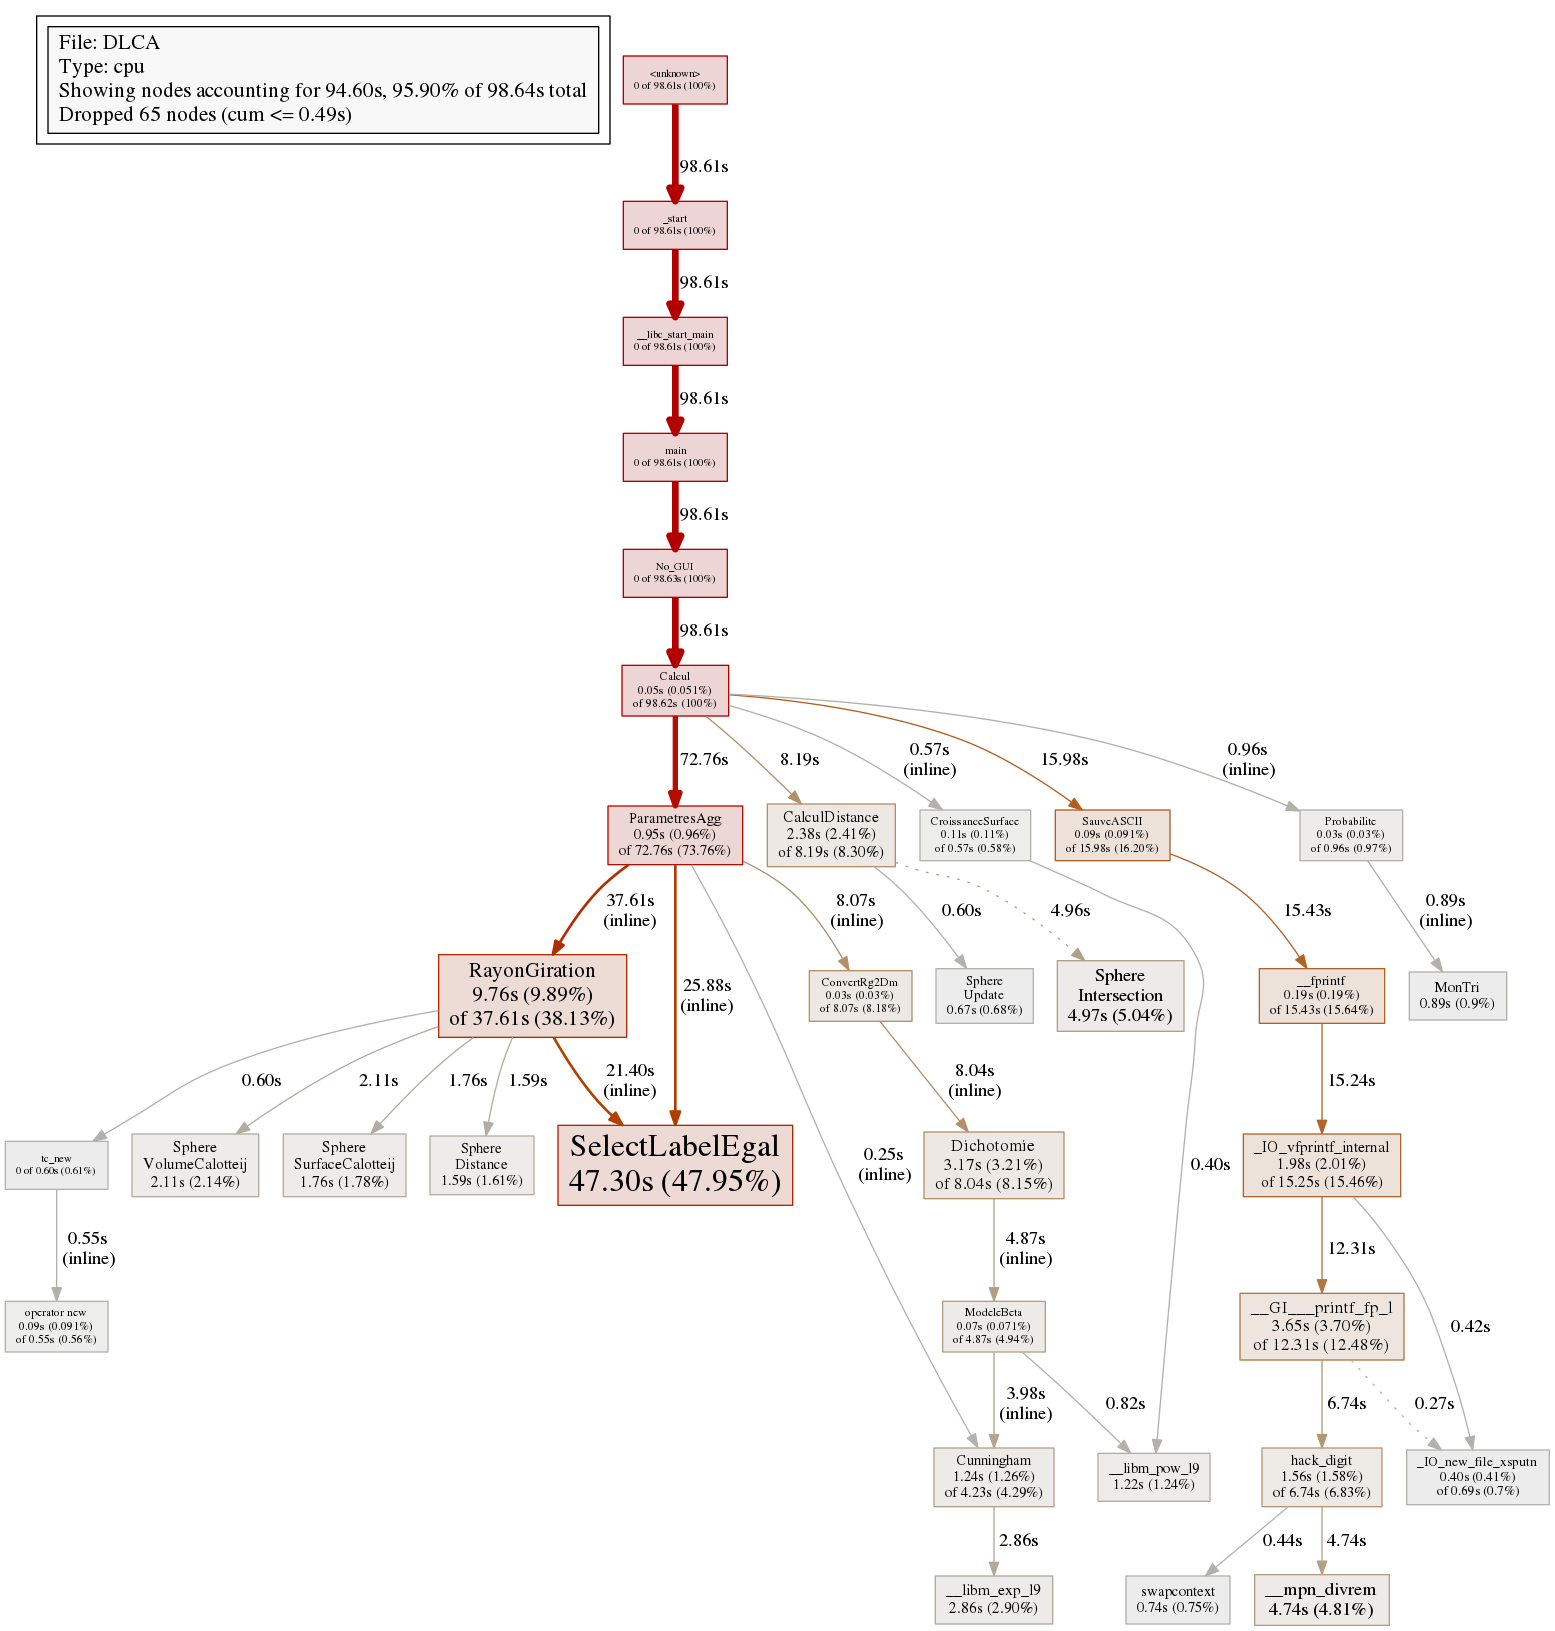 File: DLCA
Type: cpu
Showing nodes accounting for 94.60s, 95.90% of 98.64s total
Dropped 65 nodes (cum <= 0.49s)
<unknown>
0 of 98.61s (100%)
98.61s
_start
0 of 98.61s (100%)
98.61s
__libc_start_main
0 of 98.61s (100%)
98.61s
main
0 of 98.61s (100%)
98.61s
No_GUI
0 of 98.63s (100%)
98.61s
Calcul
0.05s (0.051%)
of 98.62s (100%)
72.76s
8.19s
0.57s
(inline)
15.98s
0.96s
(inline)
ParametresAgg
0.95s (0.96%)
of 72.76s (73.76%)
CalculDistance
2.38s (2.41%)
of 8.19s (8.30%)
CroissanceSurface
0.11s (0.11%)
of 0.57s (0.58%)
SauveASCII
0.09s (0.091%)
of 15.98s (16.20%)
Probabilite
0.03s (0.03%)
of 0.96s (0.97%)
37.61s
(inline)
25.88s
(inline)
8.07s
(inline)
0.60s
4.96s
15.43s
0.89s
(inline)
RayonGiration
9.76s (9.89%)
of 37.61s (38.13%)
ConvertRg2Dm
0.03s (0.03%)
of 8.07s (8.18%)
Sphere
Update
0.67s (0.68%)
Sphere
Intersection
4.97s (5.04%)
__fprintf
0.19s (0.19%)
of 15.43s (15.64%)
MonTri
0.89s (0.9%)
0.60s
2.11s
1.76s
1.59s
21.40s
(inline)
0.25s
(inline)
8.04s
(inline)
0.40s
15.24s
tc_new
0 of 0.60s (0.61%)
Sphere
VolumeCalotteij
2.11s (2.14%)
Sphere
SurfaceCalotteij
1.76s (1.78%)
Sphere
Distance
1.59s (1.61%)
SelectLabelEgal
47.30s (47.95%)
Dichotomie
3.17s (3.21%)
of 8.04s (8.15%)
_IO_vfprintf_internal
1.98s (2.01%)
of 15.25s (15.46%)
0.55s
(inline)
4.87s
(inline)
12.31s
0.42s
operator new
0.09s (0.091%)
of 0.55s (0.56%)
ModeleBeta
0.07s (0.071%)
of 4.87s (4.94%)
__GI___printf_fp_l
3.65s (3.70%)
of 12.31s (12.48%)
3.98s
(inline)
0.82s
6.74s
0.27s
Cunningham
1.24s (1.26%)
of 4.23s (4.29%)
__libm_pow_l9
1.22s (1.24%)
hack_digit
1.56s (1.58%)
of 6.74s (6.83%)
_IO_new_file_xsputn
0.40s (0.41%)
of 0.69s (0.7%)
2.86s
0.44s
4.74s
__libm_exp_l9
2.86s (2.90%)
swapcontext
0.74s (0.75%)
__mpn_divrem
4.74s (4.81%)